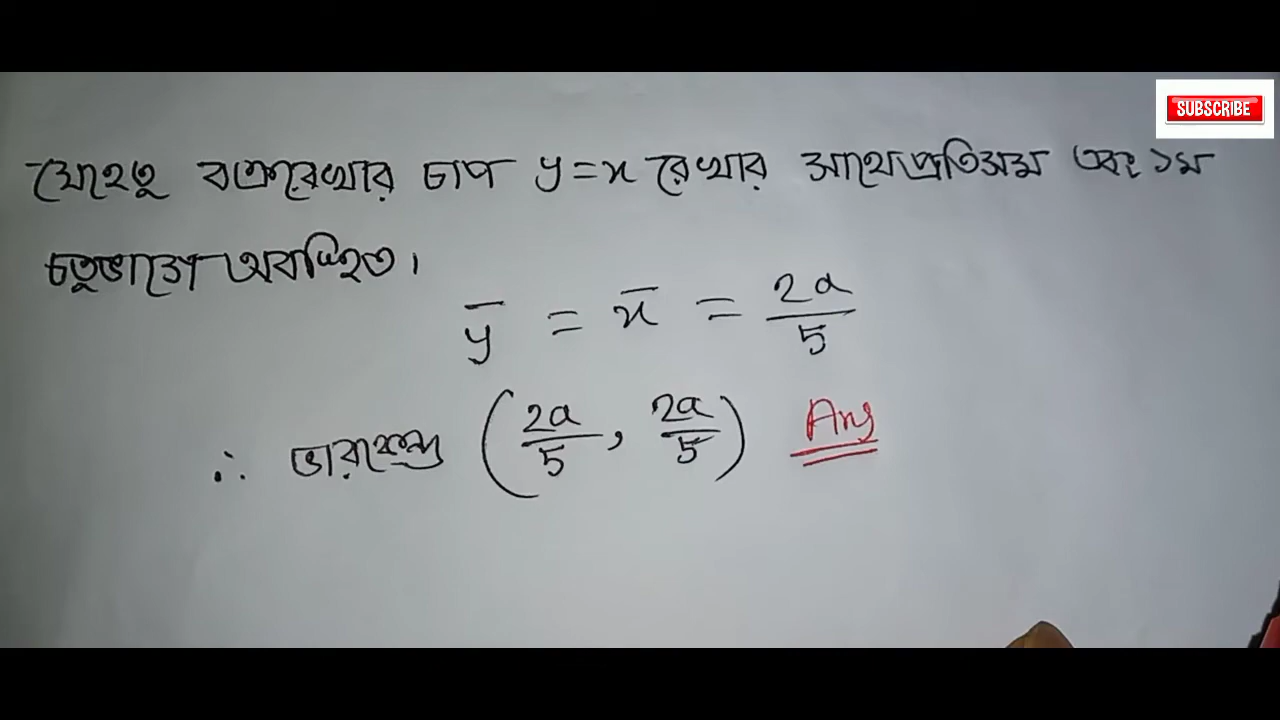 SUBSCRIBE
যেহেতু বক্ররেখার চাপ y = x রেখার সাথে প্রতিসম এবং ১ম
চতুর্ভাগে অবস্থিত।
ȳ = x̄ = 2a/5
∴ ভারকেন্দ্র (2a/5, 2a/5) Ans